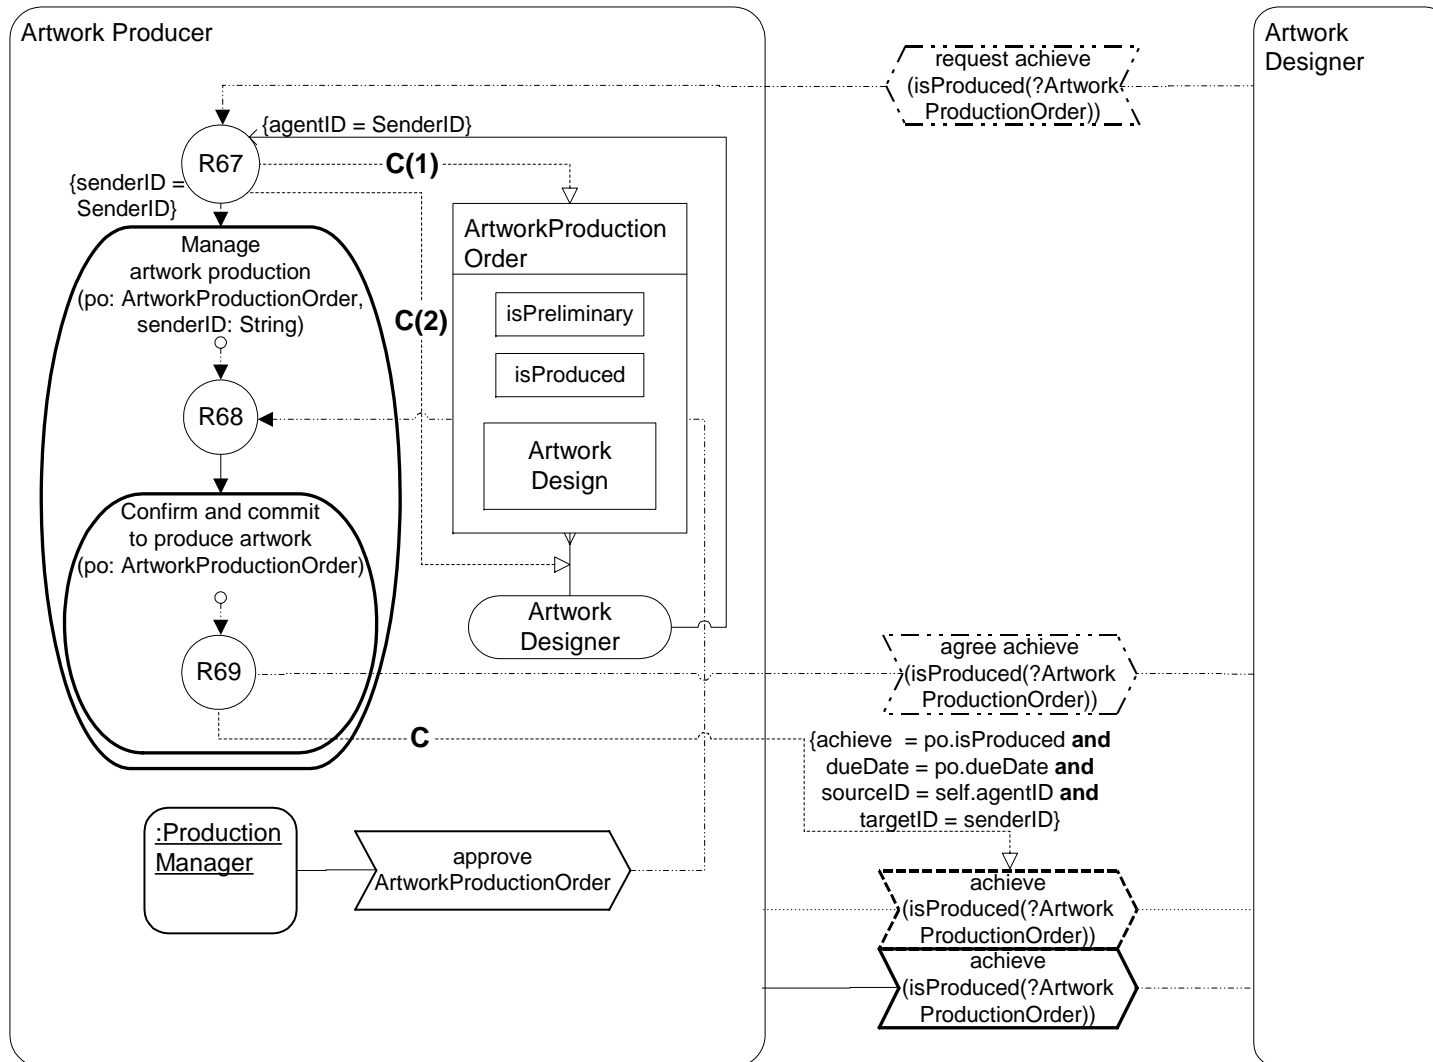 Artwork Producer
Artwork
Designer
request achieve
(isProduced(?Artwork
ProductionOrder))
{agentID = SenderID}
R67
C(1)
{senderID =
SenderID}
ArtworkProduction
Order
Manage
artwork production
(po: ArtworkProductionOrder,
senderID: String)
C(2)
isPreliminary
isProduced
R68
Artwork
Design
Confirm and commit
to produce artwork
(po: ArtworkProductionOrder)
Artwork
Designer
R69
agree achieve
(isProduced(?Artwork
ProductionOrder))
C
{achieve = po.isProduced and
dueDate = po.dueDate and
sourceID = self.agentID and
targetID = senderID}
:Production
Manager
approve
ArtworkProductionOrder
achieve
(isProduced(?Artwork
ProductionOrder))
achieve
(isProduced(?Artwork
ProductionOrder))